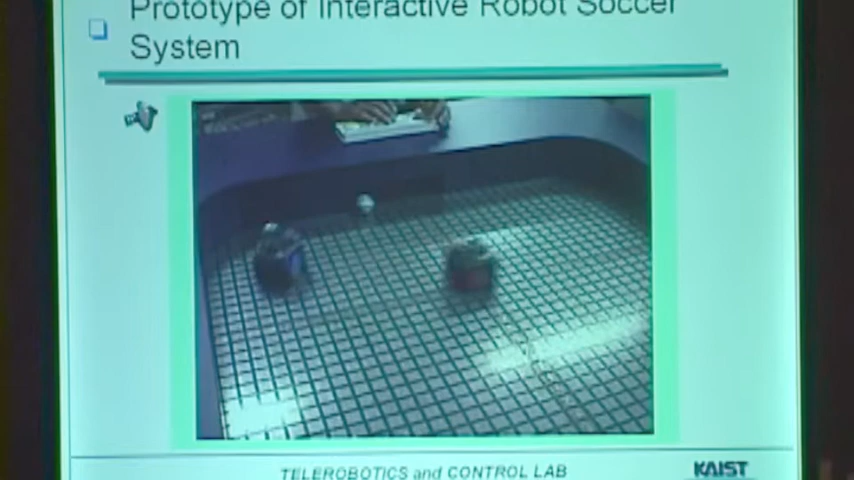 Prototype of Interactive Robot Soccer
System
TELEROBOTICS and CONTROL LAB
KAIST